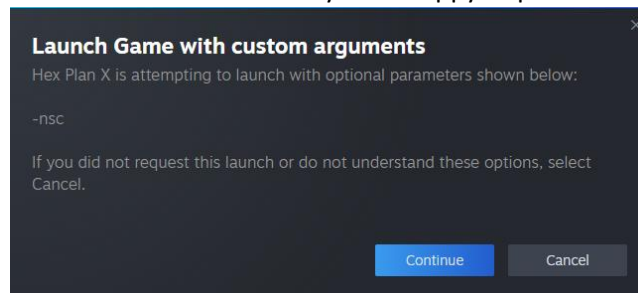 Launch Game with custom arguments
Hex Plan X is attempting to launch with optional parameters shown below:
-nsc
If you did not request this launch or do not understand these options, select
Cancel.
Continue
Cancel